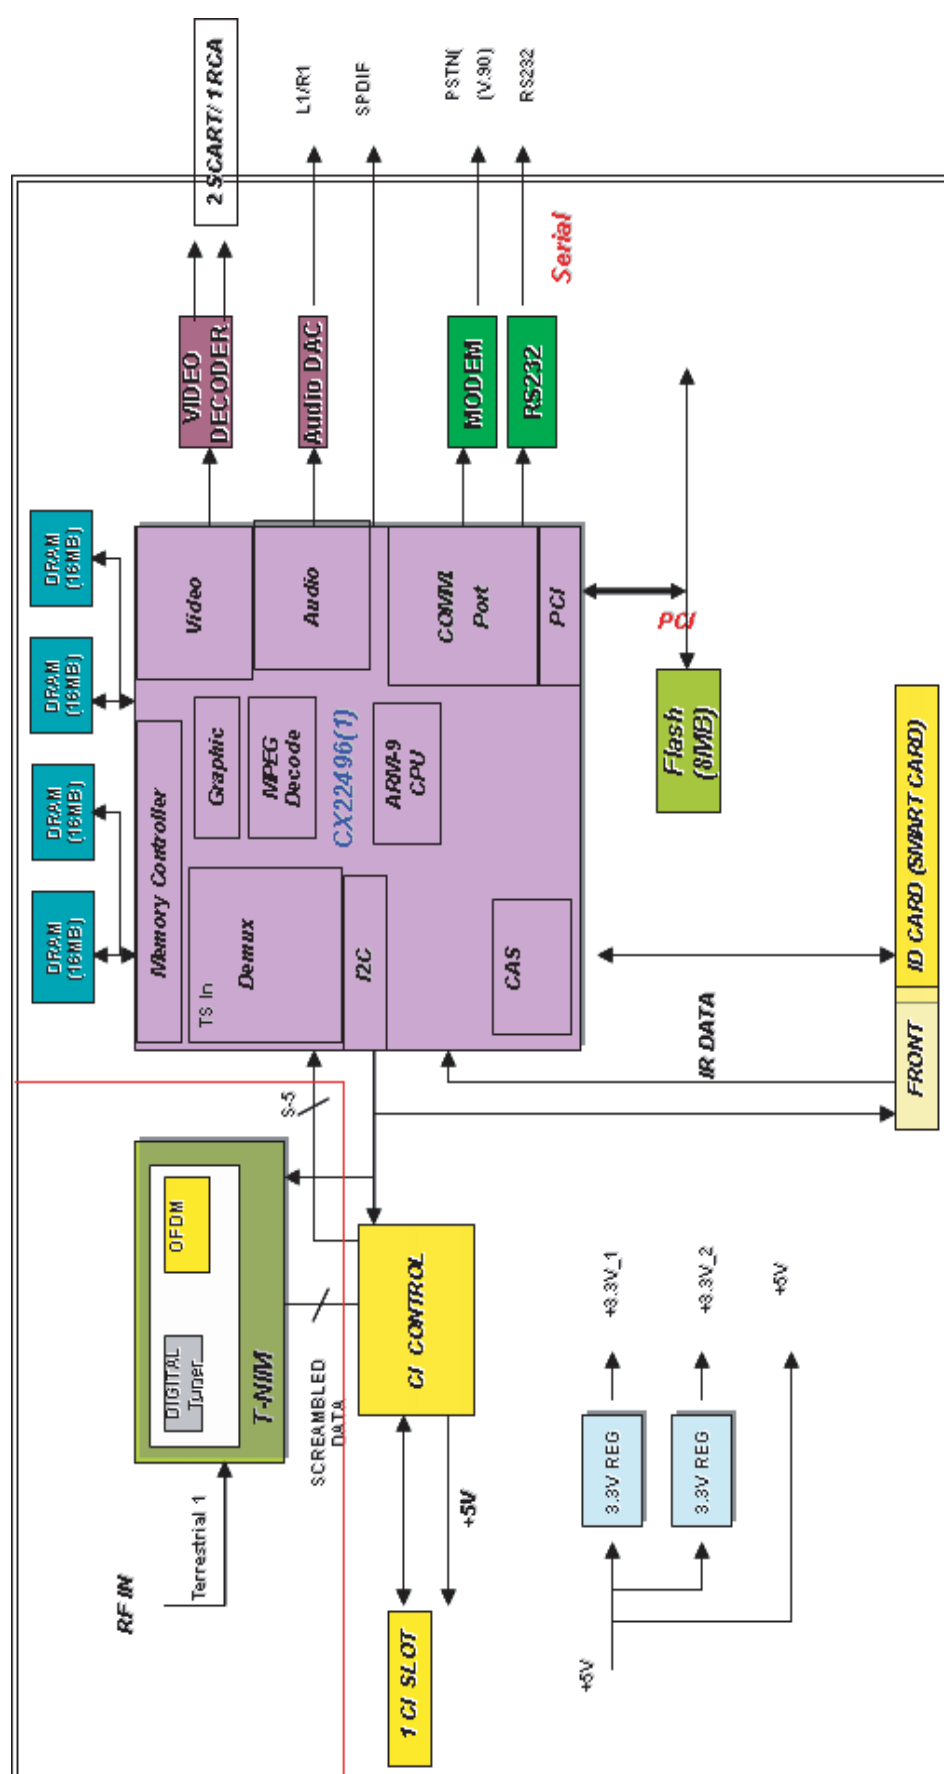 RF IN
Terrestrial 1
DIGITAL
Tuner
OFDM
T-NIM
SCREAMBLED
DATA
S-5
1 CI SLOT
+5V
CI CONTROL
DRAM
(16MB)
DRAM
(16MB)
DRAM
(16MB)
DRAM
(16MB)
Memory Controller
TS In
Demux
I2C
CAS
Graphic
MPEG
Decode
CX22496(1)
ARM-9
CPU
Video
Audio
COMM.
Port
PCI
VIDEO
DECODER
Audio DAC
MODEM
RS232
2 SCART/ 1RCA
L1/R1
SPDIF
PSTN(
(V.90)
RS232
Serial
PCI
Flash
(8MB)
IR DATA
FRONT
ID CARD (SMART CARD)
+5V
3.3V REG
3.3V REG
+3.3V_1
+3.3V_2
+5V